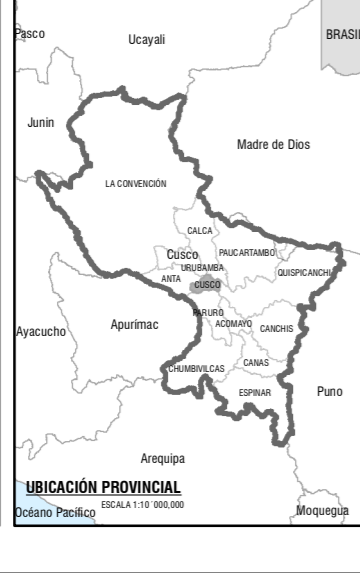 Pasco
Ucayali
BRASIL
Junin
Madre de Dios
LA CONVENCIÓN
CALCA
Cusco
PAUCARTAMBO
URUBAMBA
QUISPICANCHI
ANTA
CUSCO
PARURO
Ayacucho
Apurímac
ACOMAYO
CANCHIS
CANAS
CHUMBIVILCAS
ESPINAR
Puno
Arequipa
UBICACIÓN PROVINCIAL
ESCALA 1:10´000,000
Océano Pacífico
Moquegua